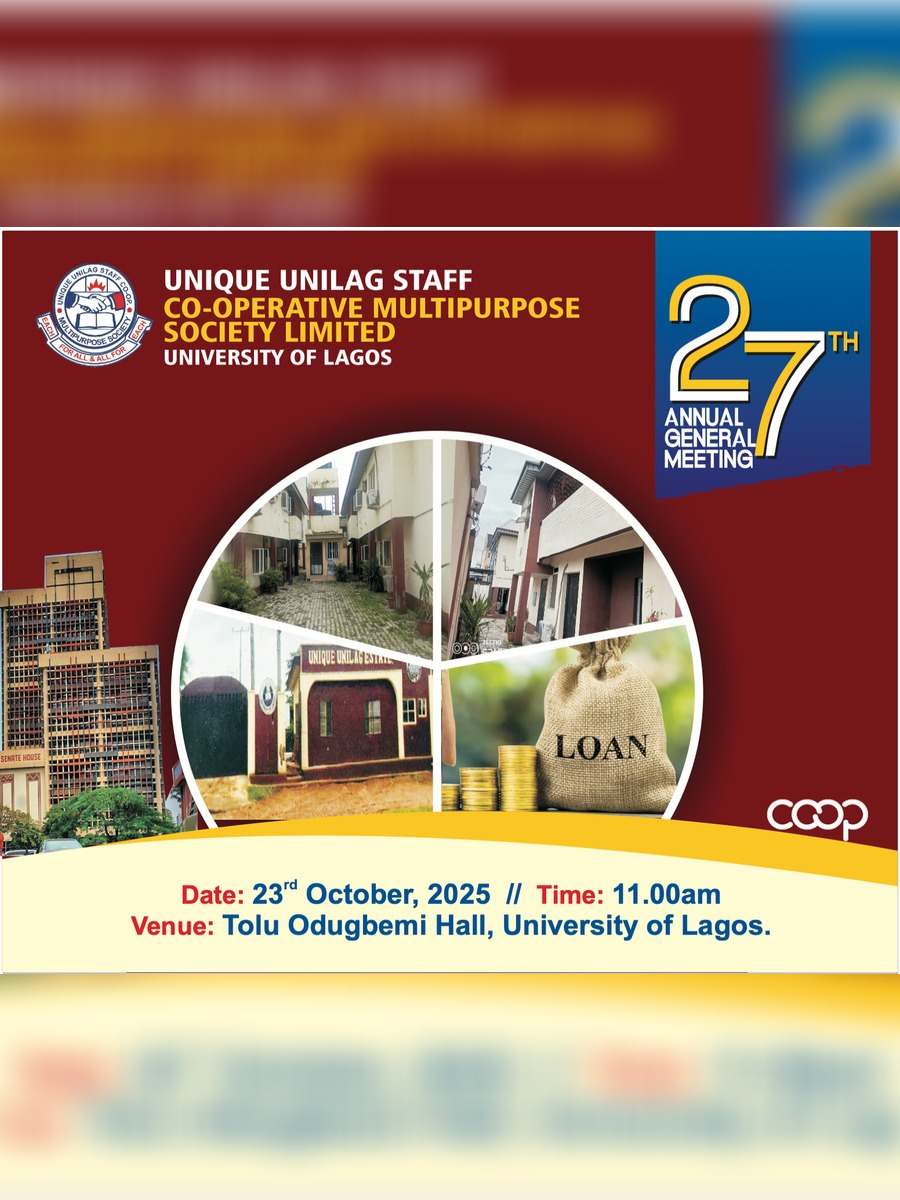 UNIQUE UNILAG STAFF
CO-OPERATIVE MULTIPURPOSE
SOCIETY LIMITED
UNIVERSITY OF LAGOS
UNIQUE UNILAG STAFF CO-OP.
MULTIPURPOSE SOCIETY
EACH
FOR ALL & ALL FOR
EACH
27TH
ANNUAL
GENERAL
MEETING
UNIQUE UNILAG ESTATE
SENATE HOUSE
LOAN
coop
Date: 23rd October, 2025 // Time: 11.00am
Venue: Tolu Odugbemi Hall, University of Lagos.